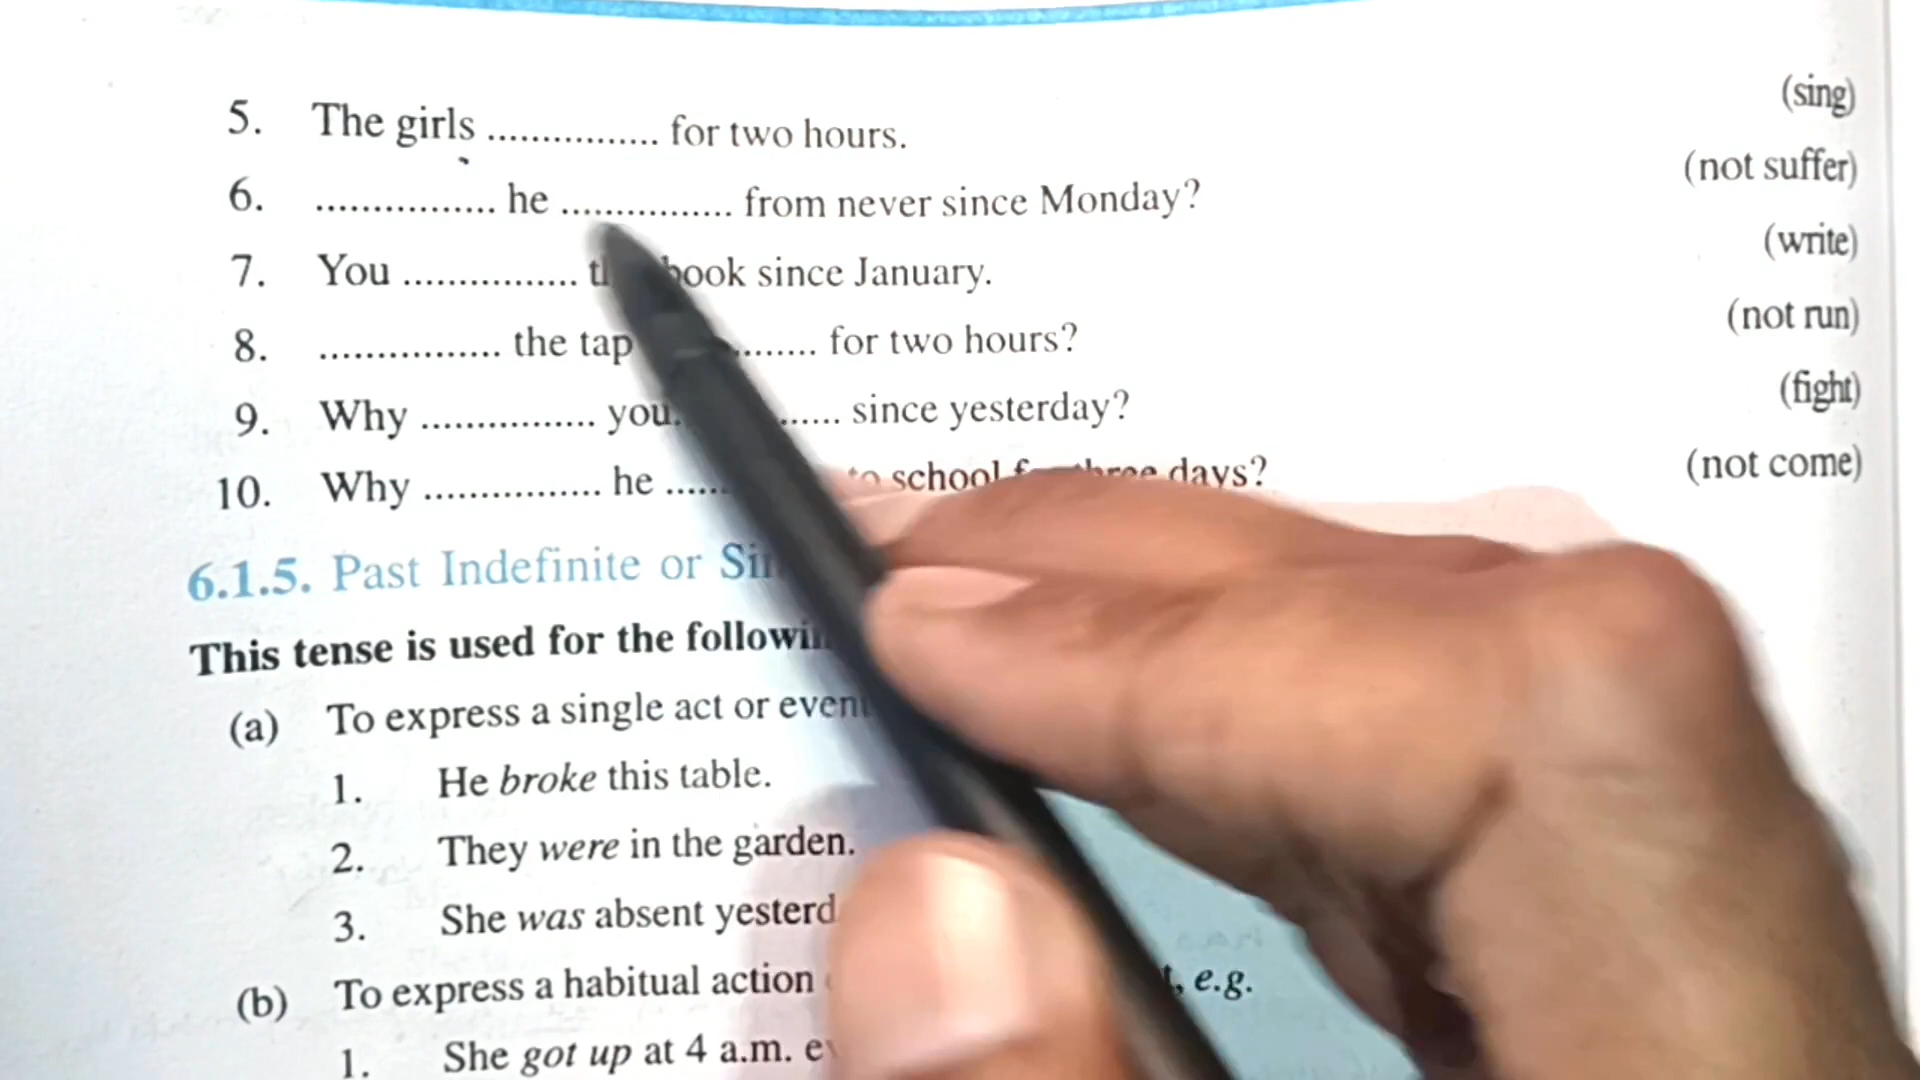 5. The girls ................ for two hours. (sing)
6. ................ he ................ from never since Monday? (not suffer)
7. You ................ book since January. (write)
8. ................ the tap ........ for two hours? (not run)
9. Why ................ you ...... since yesterday? (fight)
10. Why ................ he ...... to school for three days? (not come)
6.1.5. Past Indefinite or
This tense is used for the
(a) To express a single act or
1. He broke this table.
2. They were in the garden.
3. She was absent
(b) To express a habitual action e.g.
1. She got up at 4 a.m.